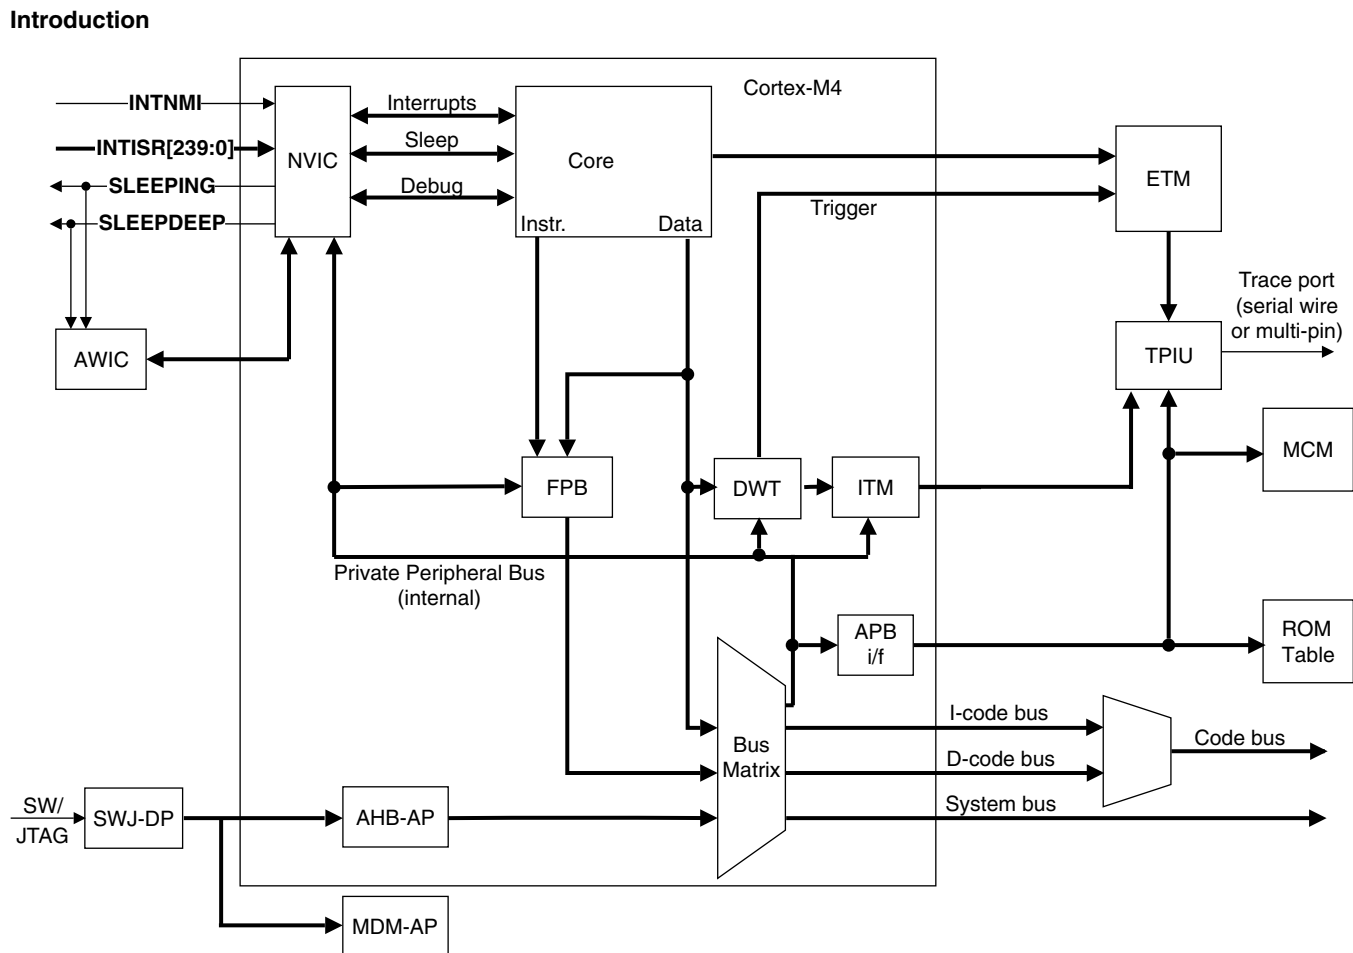 Introduction
Cortex-M4
INTNMI
INTISR[239:0]
SLEEPING
SLEEPDEEP
NVIC
Interrupts
Sleep
Debug
Core
Instr.
Data
Trigger
ETM
Trace port
(serial wire
or multi-pin)
TPIU
AWIC
MCM
FPB
DWT
ITM
Private Peripheral Bus
(internal)
APB
i/f
ROM
Table
Bus
Matrix
I-code bus
D-code bus
System bus
Code bus
SW/
JTAG
SWJ-DP
AHB-AP
MDM-AP